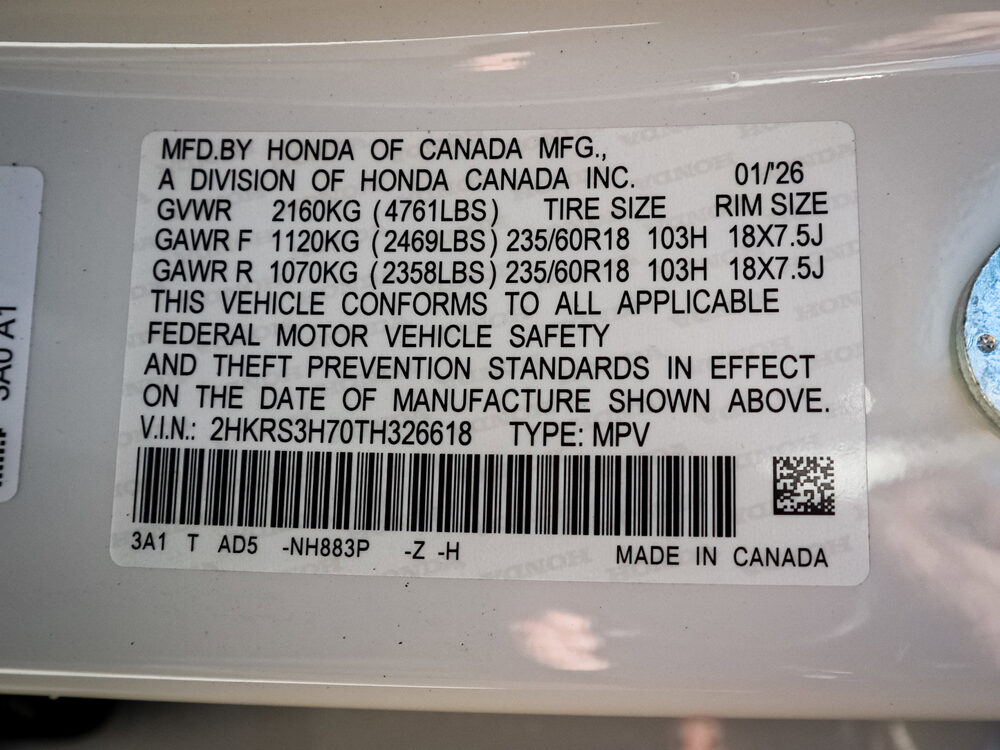 MFD.BY HONDA OF CANADA MFG.,
A DIVISION OF HONDA CANADA INC. 01/'26
GVWR 2160KG (4761LBS) TIRE SIZE RIM SIZE
GAWR F 1120KG (2469LBS) 235/60R18 103H 18X7.5J
GAWR R 1070KG (2358LBS) 235/60R18 103H 18X7.5J
THIS VEHICLE CONFORMS TO ALL APPLICABLE
FEDERAL MOTOR VEHICLE SAFETY
AND THEFT PREVENTION STANDARDS IN EFFECT
ON THE DATE OF MANUFACTURE SHOWN ABOVE.
V.I.N.: 2HKRS3H70TH326618 TYPE: MPV
3A1 T AD5 -NH883P -Z -H MADE IN CANADA